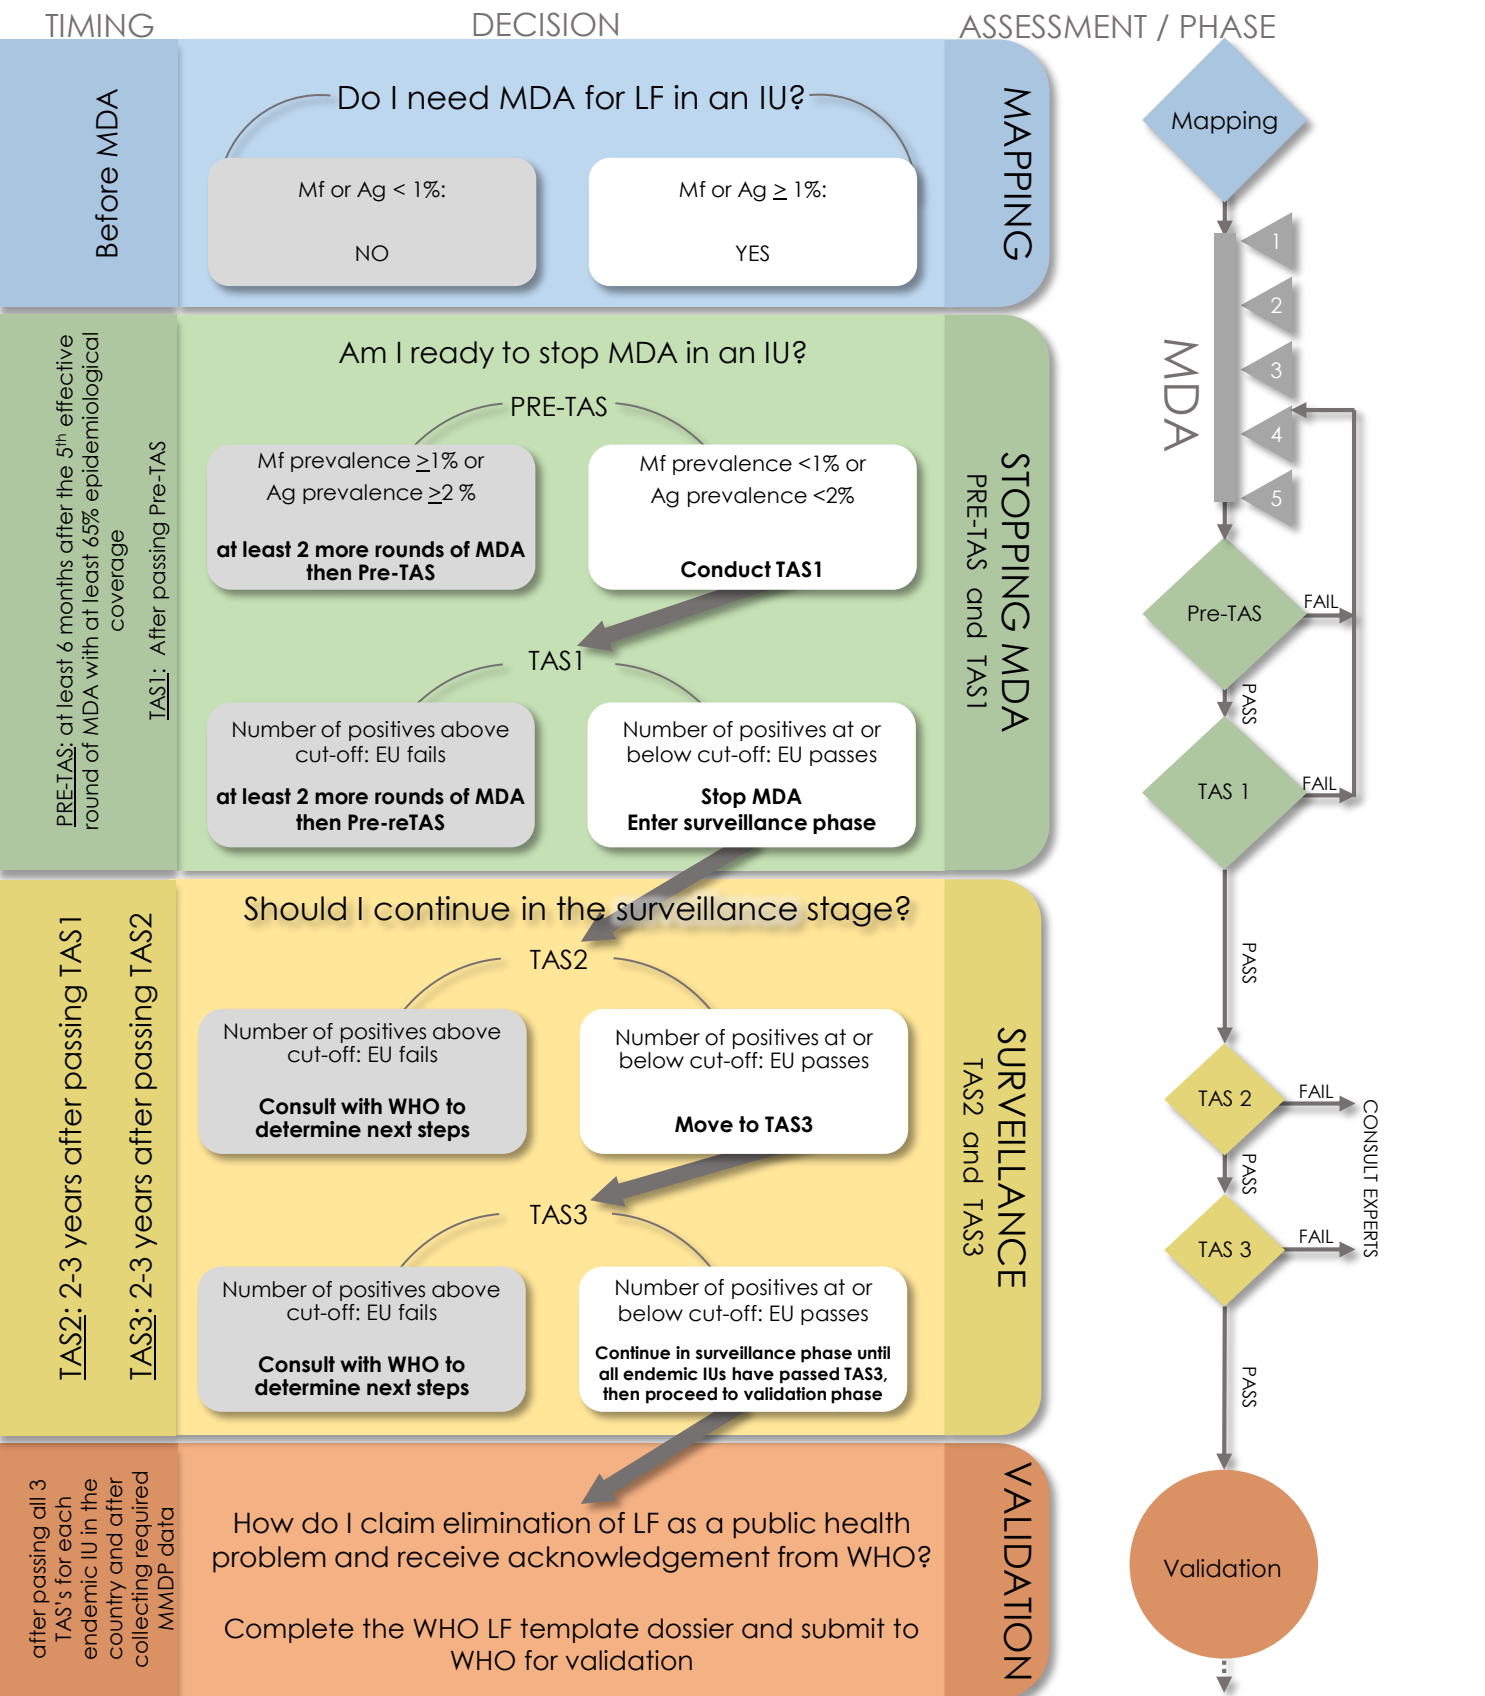 TIMING
DECISION
ASSESSMENT / PHASE
Before MDA
Do I need MDA for LF in an IU?
Mf or Ag < 1%:
NO
Mf or Ag ≥ 1%:
YES
MAPPING
PRE-TAS: at least 6 months after the 5th effective
round of MDA with at least 65% epidemiological
coverage
TAS1: After passing Pre-TAS
Am I ready to stop MDA in an IU?
PRE-TAS
Mf prevalence ≥1% or
Ag prevalence ≥2 %
at least 2 more rounds of MDA
then Pre-TAS
Mf prevalence <1% or
Ag prevalence <2%
Conduct TAS1
TAS1
Number of positives above
cut-off: EU fails
at least 2 more rounds of MDA
then Pre-reTAS
Number of positives at or
below cut-off: EU passes
Stop MDA
Enter surveillance phase
STOPPING MDA
PRE-TAS and TAS1
TAS2: 2-3 years after passing TAS1
TAS3: 2-3 years after passing TAS2
Should I continue in the surveillance stage?
TAS2
Number of positives above
cut-off: EU fails
Consult with WHO to
determine next steps
Number of positives at or
below cut-off: EU passes
Move to TAS3
TAS3
Number of positives above
cut-off: EU fails
Consult with WHO to
determine next steps
Number of positives at or
below cut-off: EU passes
Continue in surveillance phase until
all endemic IUs have passed TAS3,
then proceed to validation phase
SURVEILLANCE
TAS2 and TAS3
after passing all 3
TAS's for each
endemic IU in the
country and after
collecting required
MMDP data
How do I claim elimination of LF as a public health
problem and receive acknowledgement from WHO?
Complete the WHO LF template dossier and submit to
WHO for validation
VALIDATION
Mapping
MDA
1
2
3
4
5
Pre-TAS
FAIL
PASS
TAS 1
FAIL
PASS
TAS 2
FAIL
PASS
TAS 3
FAIL
CONSULT EXPERTS
PASS
Validation